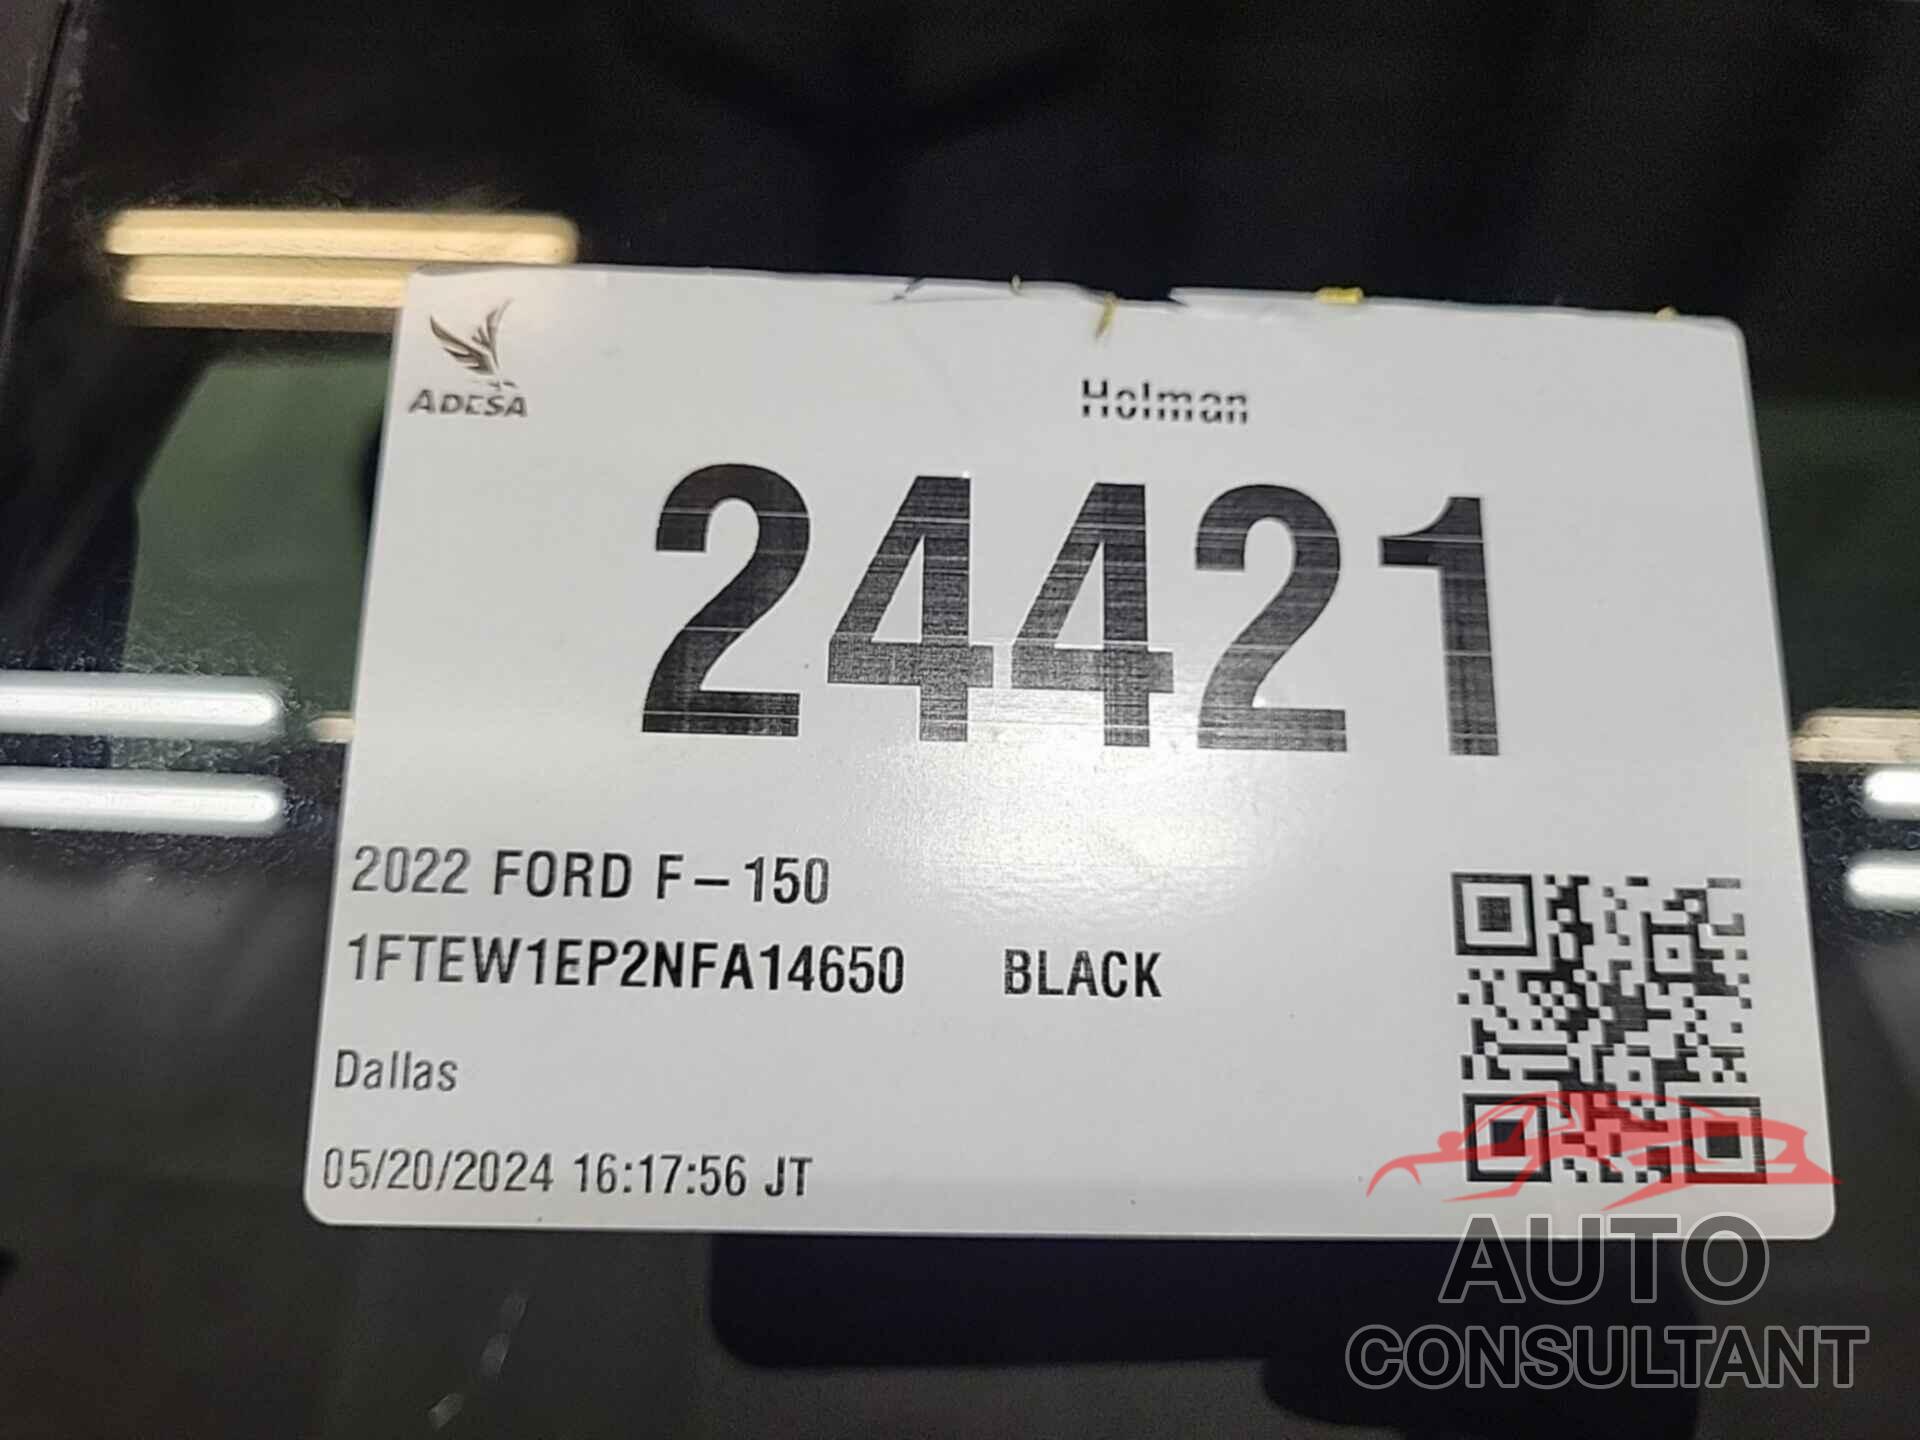 ADESA
Holman
24421
2022 FORD F-150
1FTEW1EP2NFA14650 BLACK
Dallas
05/20/2024 16:17:56 JT
AUTO
CONSULTANT